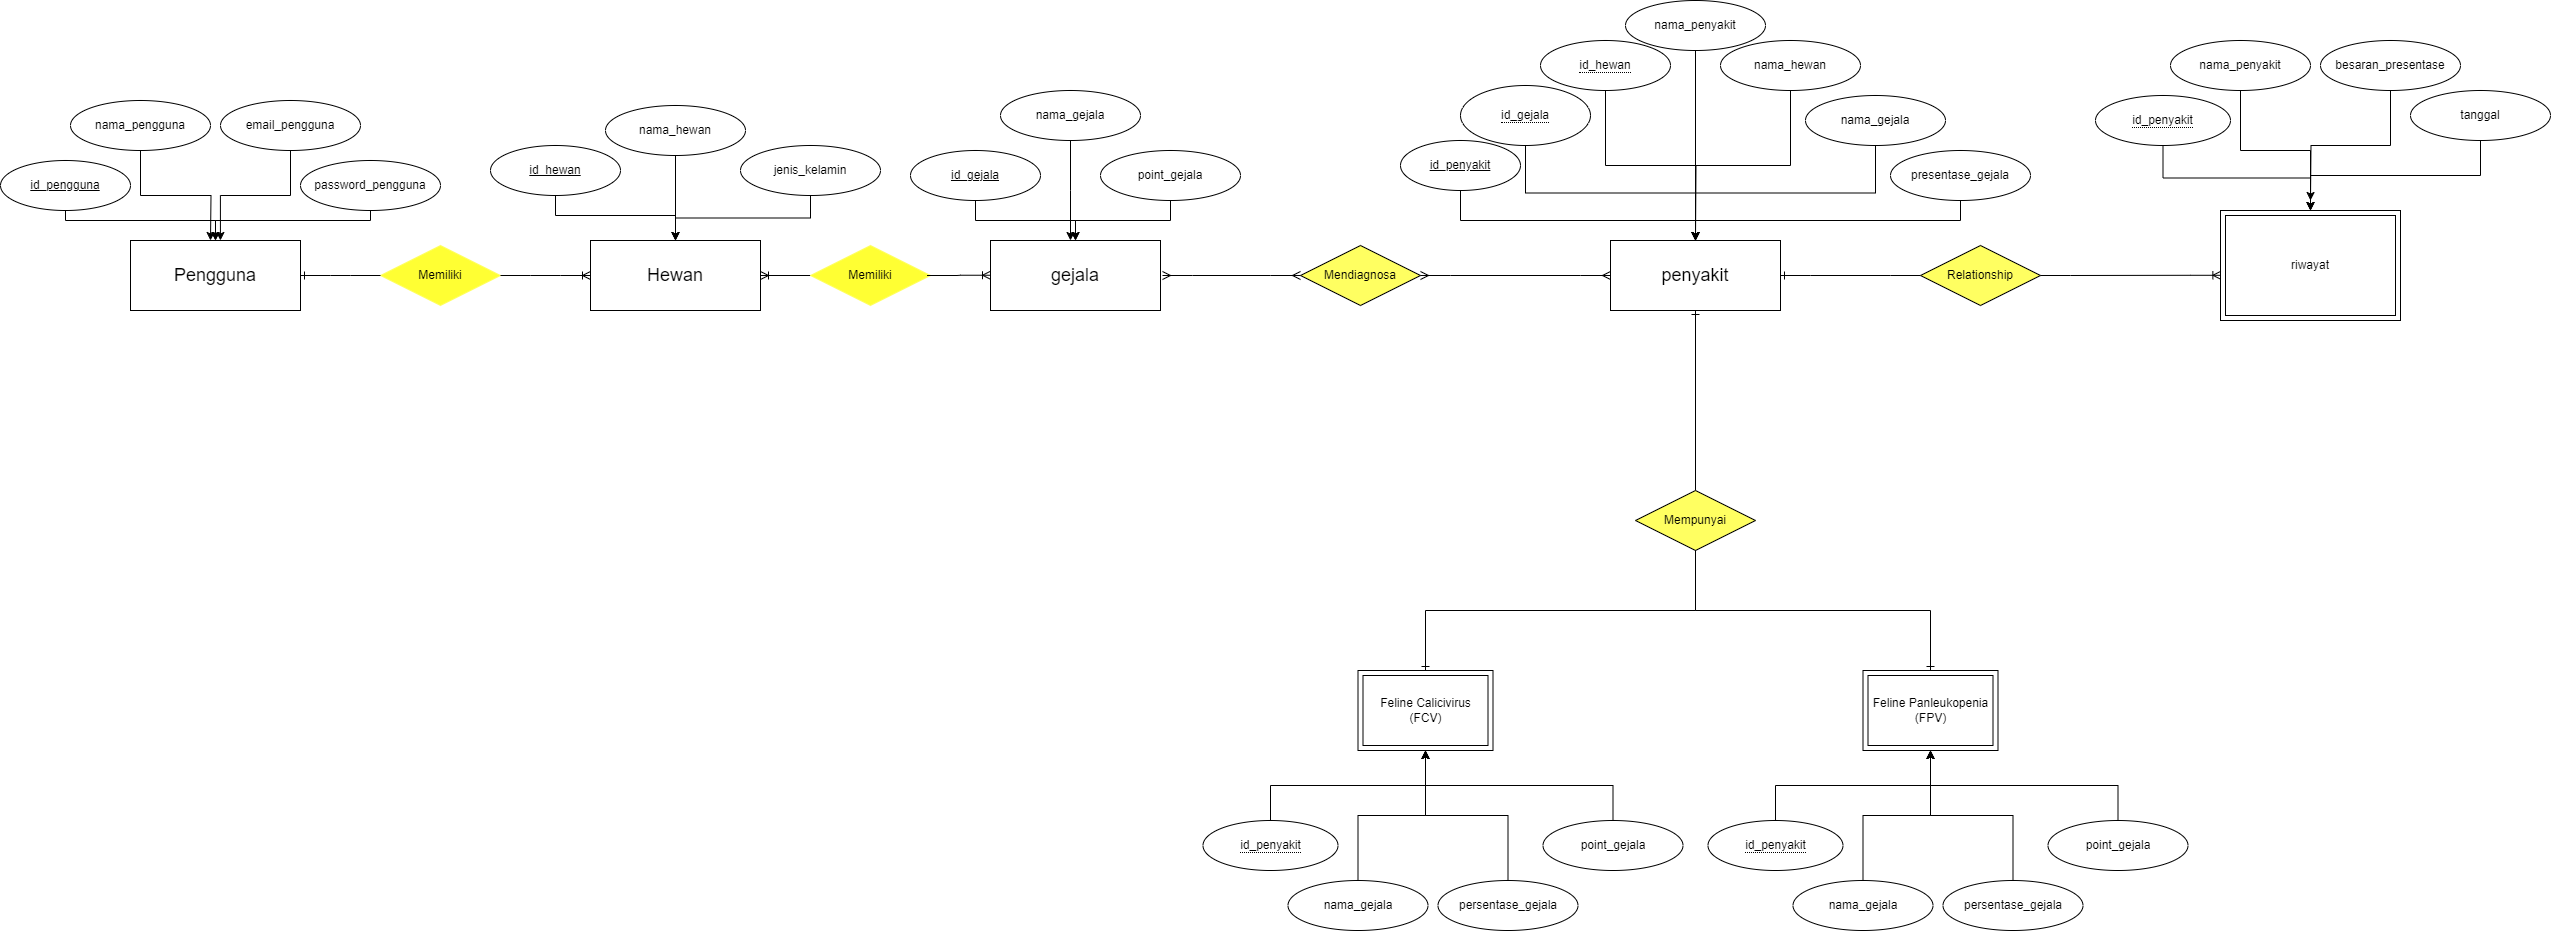 nama_penyakit
id_hewan
nama_hewan
nama_penyakit
besaran_presentase
nama_pengguna
email_pengguna
nama_hewan
nama_gejala
id_gejala
nama_gejala
id_penyakit
tanggal
id_pengguna
password_pengguna
id_hewan
jenis_kelamin
id_gejala
point_gejala
id_penyakit
presentase_gejala
Pengguna
Memiliki
Hewan
Memiliki
gejala
Mendiagnosa
penyakit
Relationship
riwayat
Mempunyai
Feline Calicivirus
(FCV)
Feline Panleukopenia
(FPV)
id_penyakit
point_gejala
id_penyakit
point_gejala
nama_gejala
persentase_gejala
nama_gejala
persentase_gejala